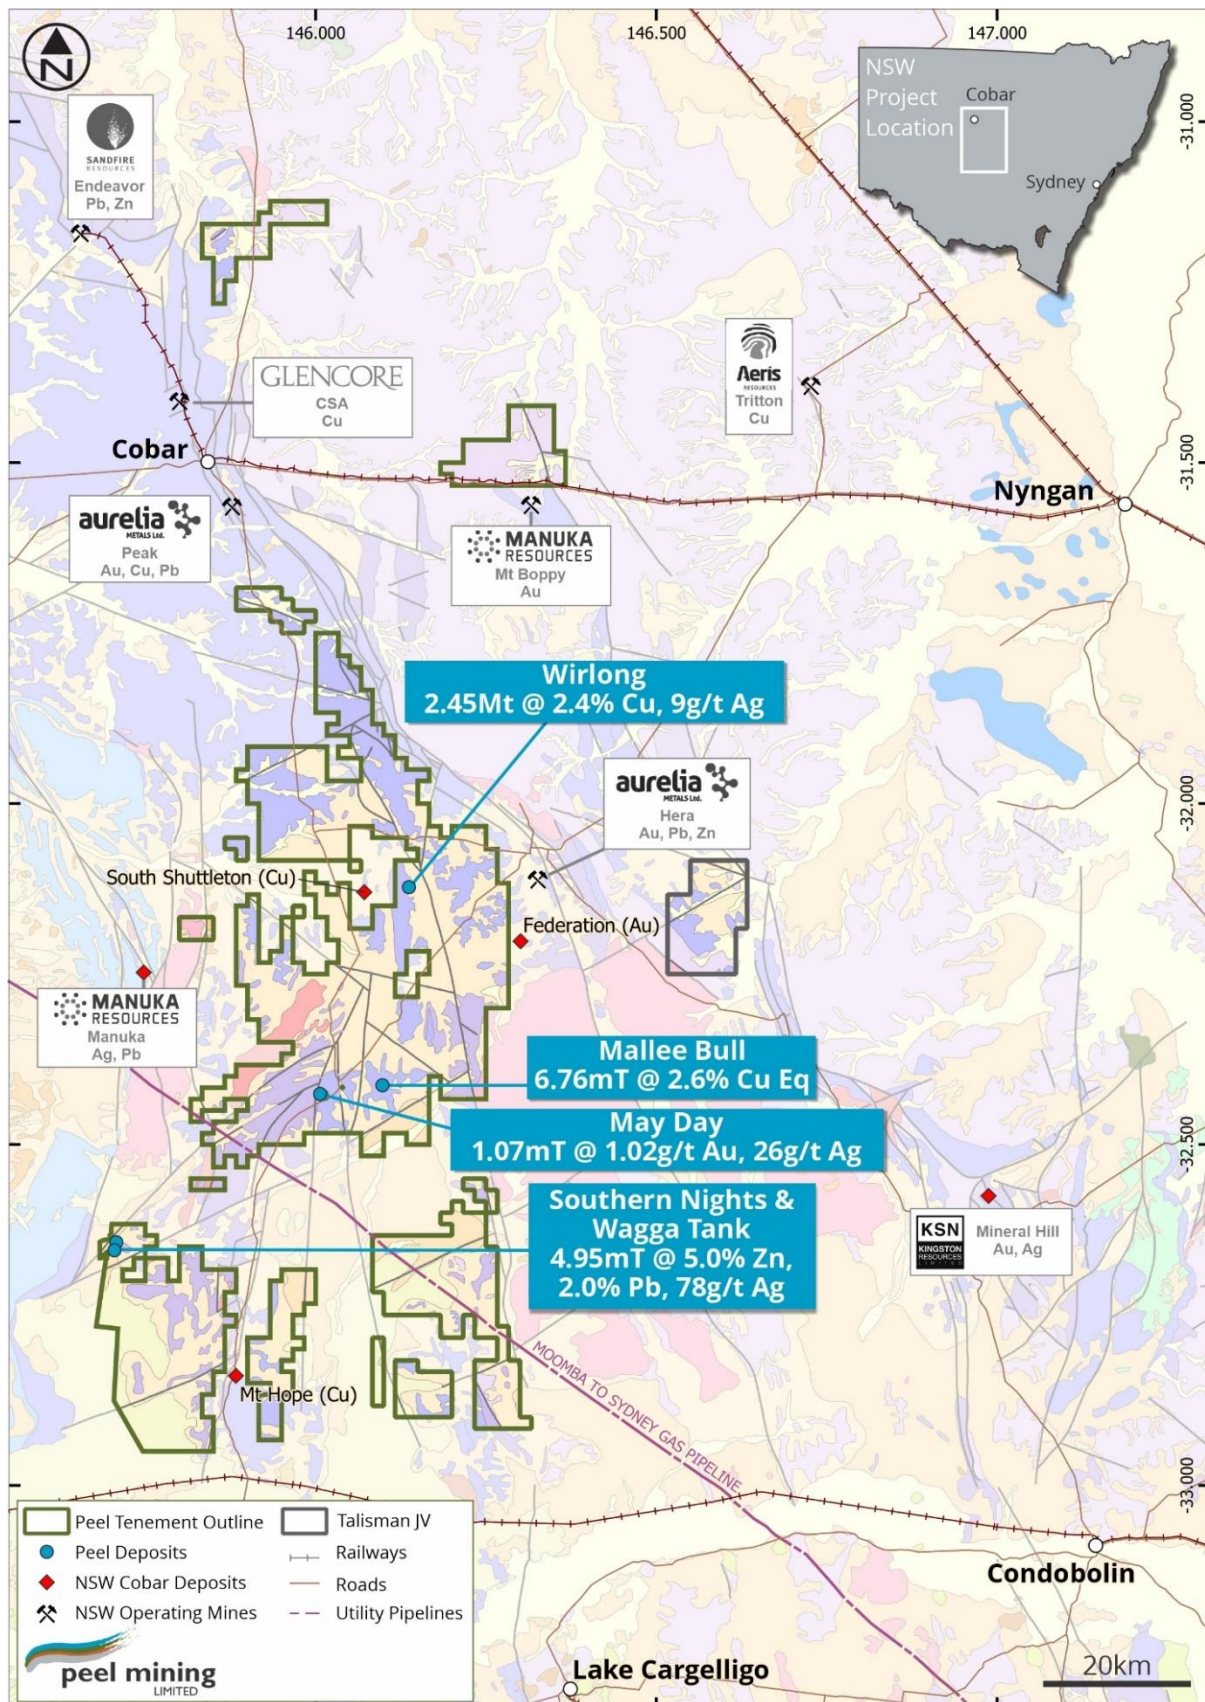 146.000
146.500
147.000
N
NSW
Project
Location
Cobar
Sydney
-31.000
SANDFIRE
RESOURCES
Endeavor
Pb, Zn
GLENCORE
CSA
Cu
Aeris
RESOURCES
Tritton
Cu
Cobar
-31.500
Nyngan
aurelia
METALS Ltd.
Peak
Au, Cu, Pb
MANUKA
RESOURCES
Mt Boppy
Au
Wirlong
2.45Mt @ 2.4% Cu, 9g/t Ag
aurelia
METALS Ltd.
Hera
Au, Pb, Zn
-32.000
South Shuttleton (Cu)
Federation (Au)
MANUKA
RESOURCES
Manuka
Ag, Pb
Mallee Bull
6.76mT @ 2.6% Cu Eq
May Day
1.07mT @ 1.02g/t Au, 26g/t Ag
-32.500
Southern Nights &
Wagga Tank
4.95mT @ 5.0% Zn,
2.0% Pb, 78g/t Ag
KSN
KINGSTON
RESOURCES
LIMITED
Mineral Hill
Au, Ag
Mt Hope (Cu)
MOOMBA TO SYDNEY GAS PIPELINE
-33.000
Peel Tenement Outline
Talisman JV
Peel Deposits
Railways
NSW Cobar Deposits
Roads
NSW Operating Mines
Utility Pipelines
peel mining
LIMITED
Condobolin
Lake Cargelligo
20km